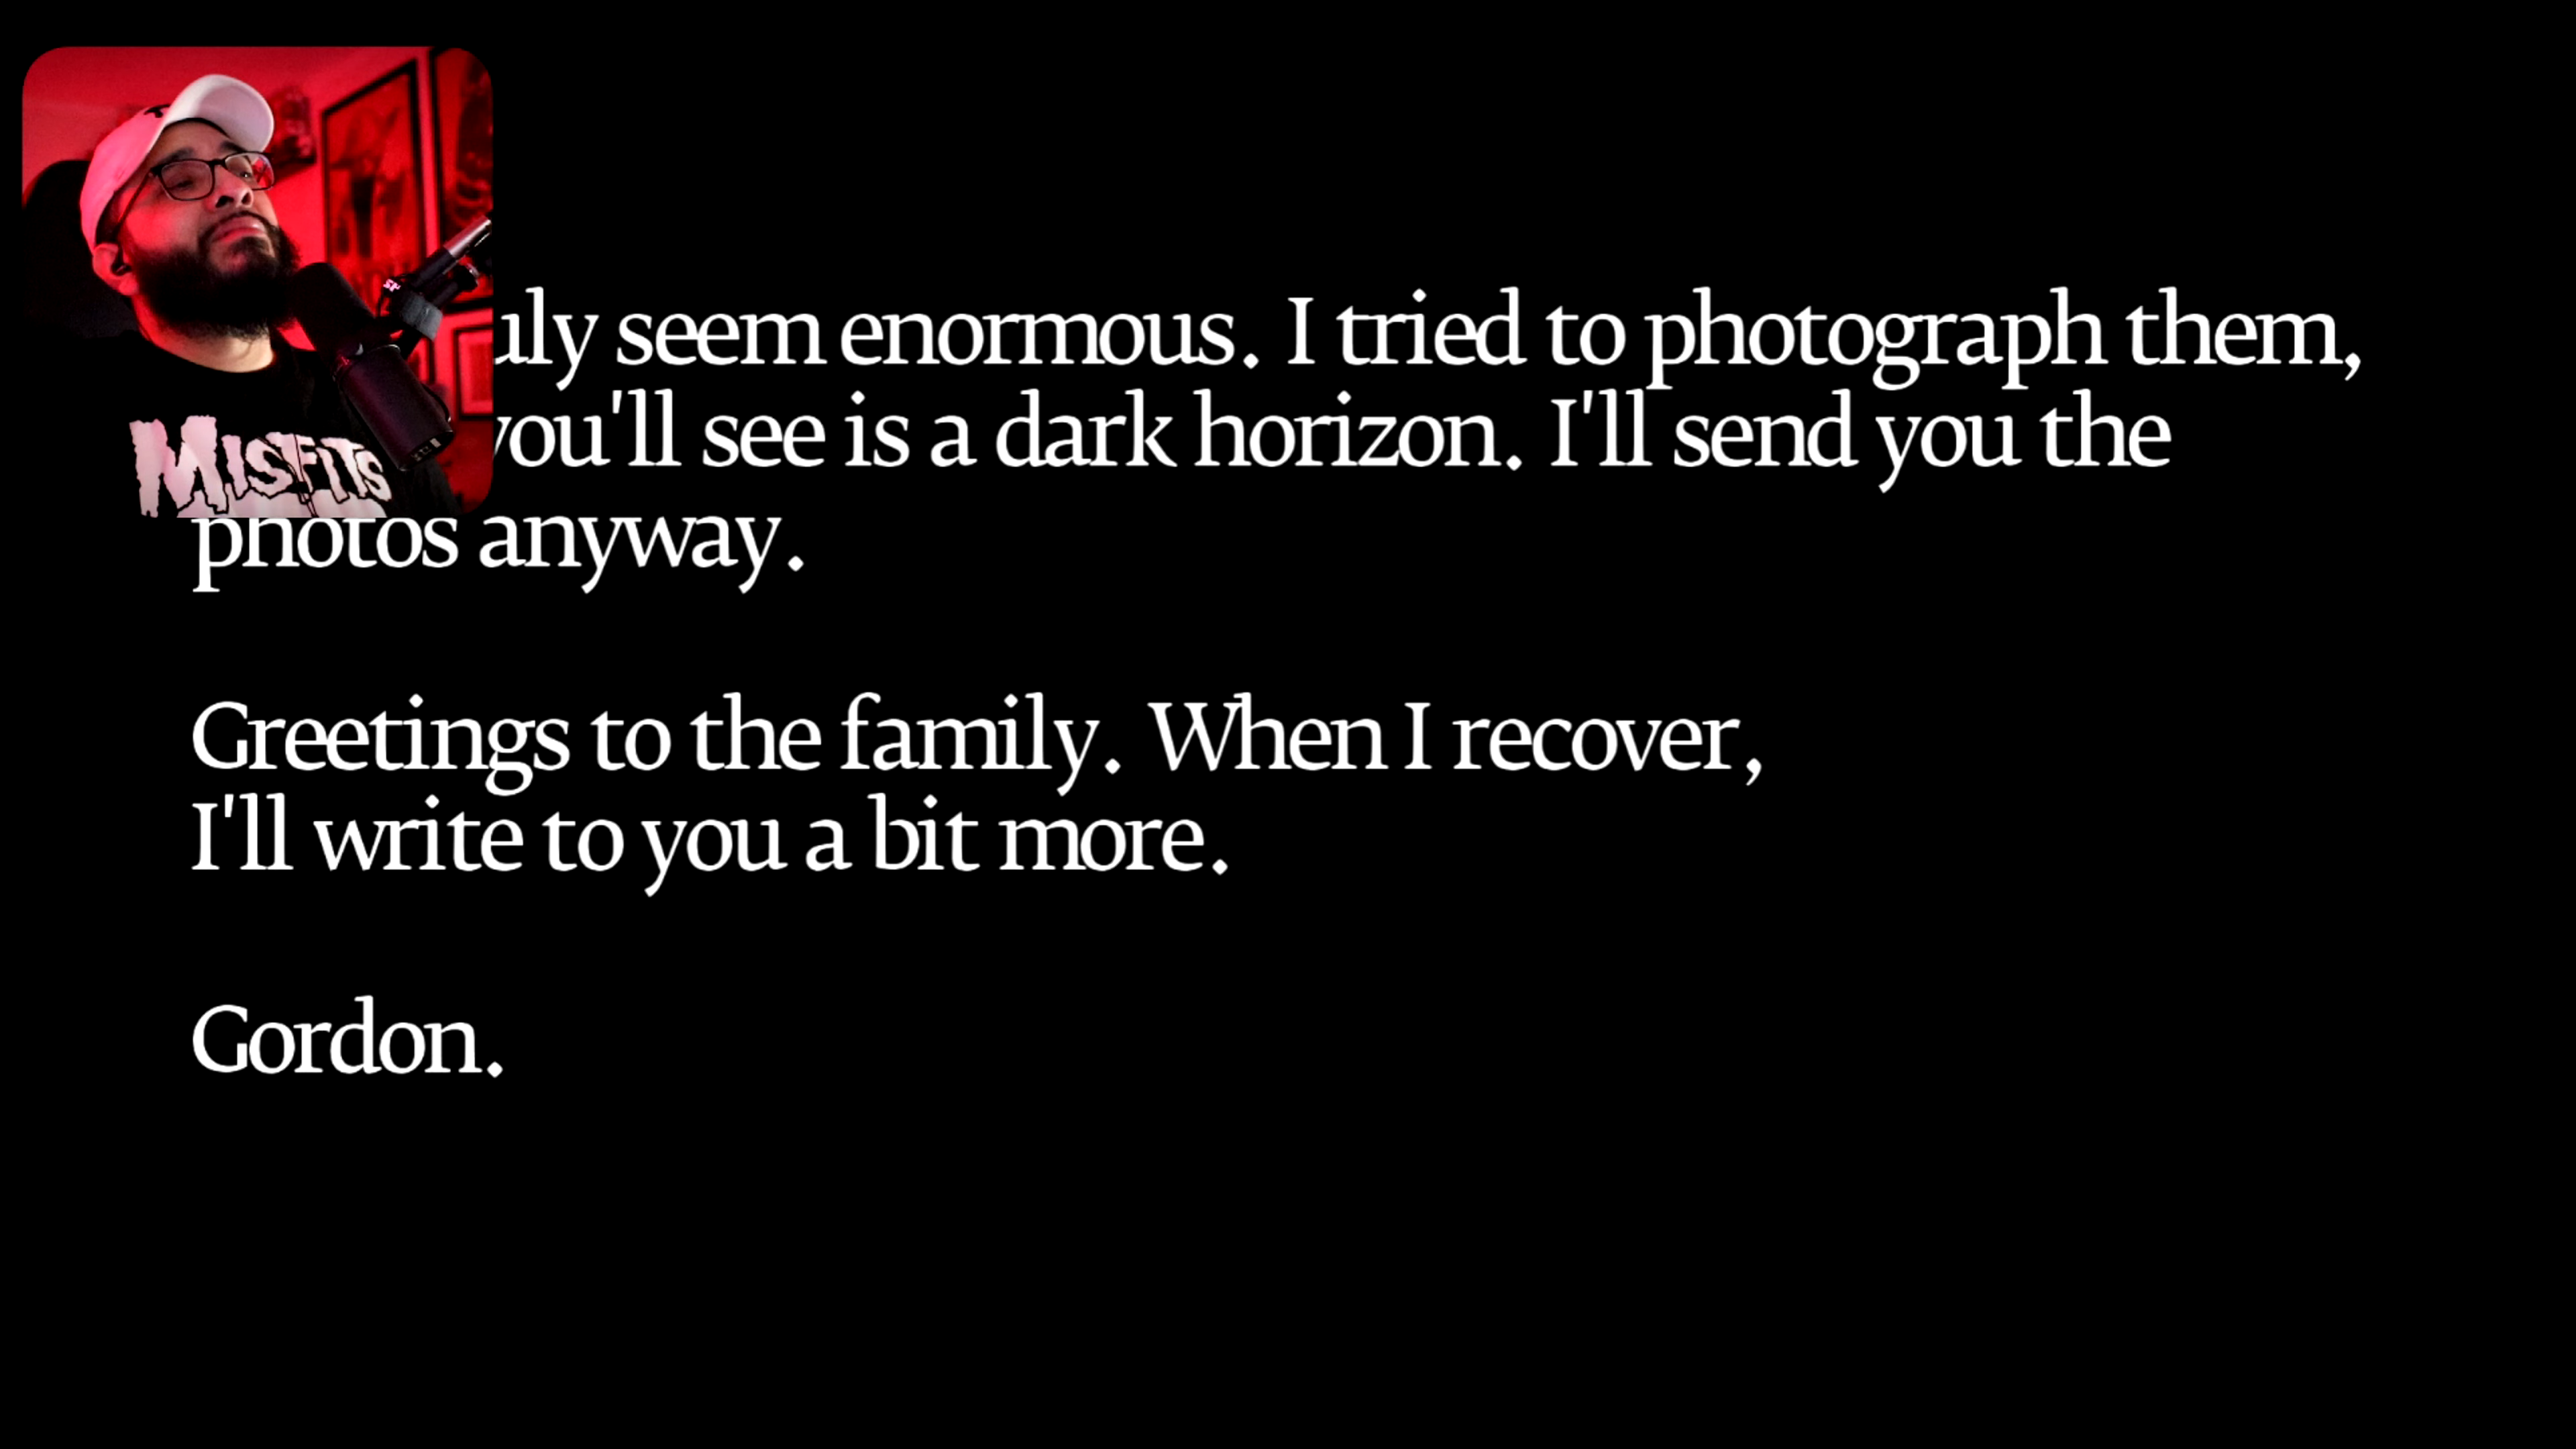 seem enormous. I tried to photograph them,
you'll see is a dark horizon. I'll send you the
photos anyway.
Greetings to the family. When I recover,
I'll write to you a bit more.
Gordon.
MISFITS